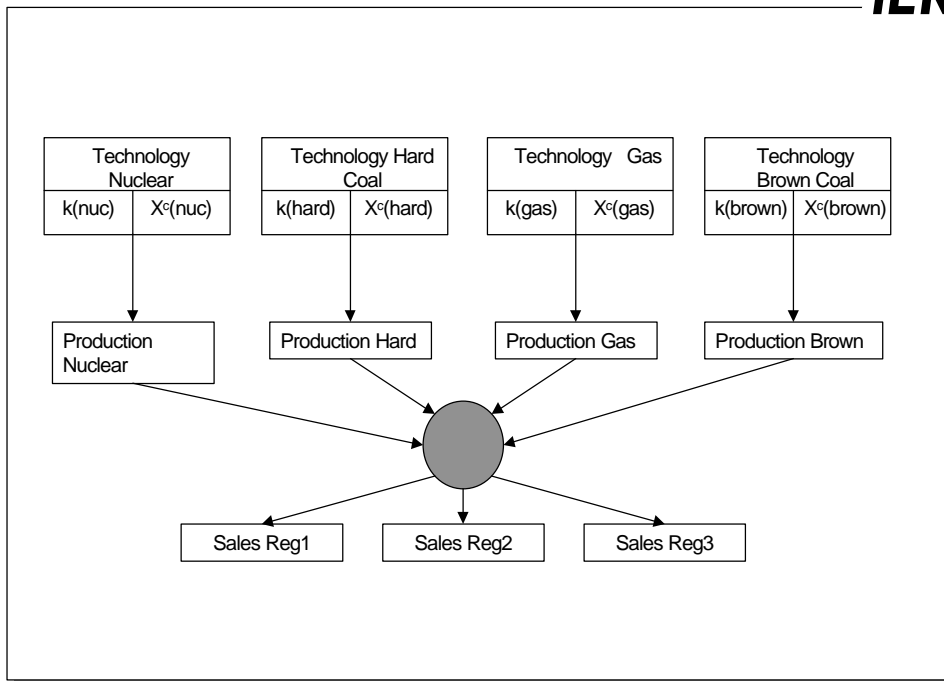 Technology
Nuclear
k(nuc) Xᶜ(nuc)
Technology Hard
Coal
k(hard) Xᶜ(hard)
Technology Gas
k(gas) Xᶜ(gas)
Technology
Brown Coal
k(brown) Xᶜ(brown)
Production
Nuclear
Production Hard
Production Gas
Production Brown
Sales Reg1
Sales Reg2
Sales Reg3